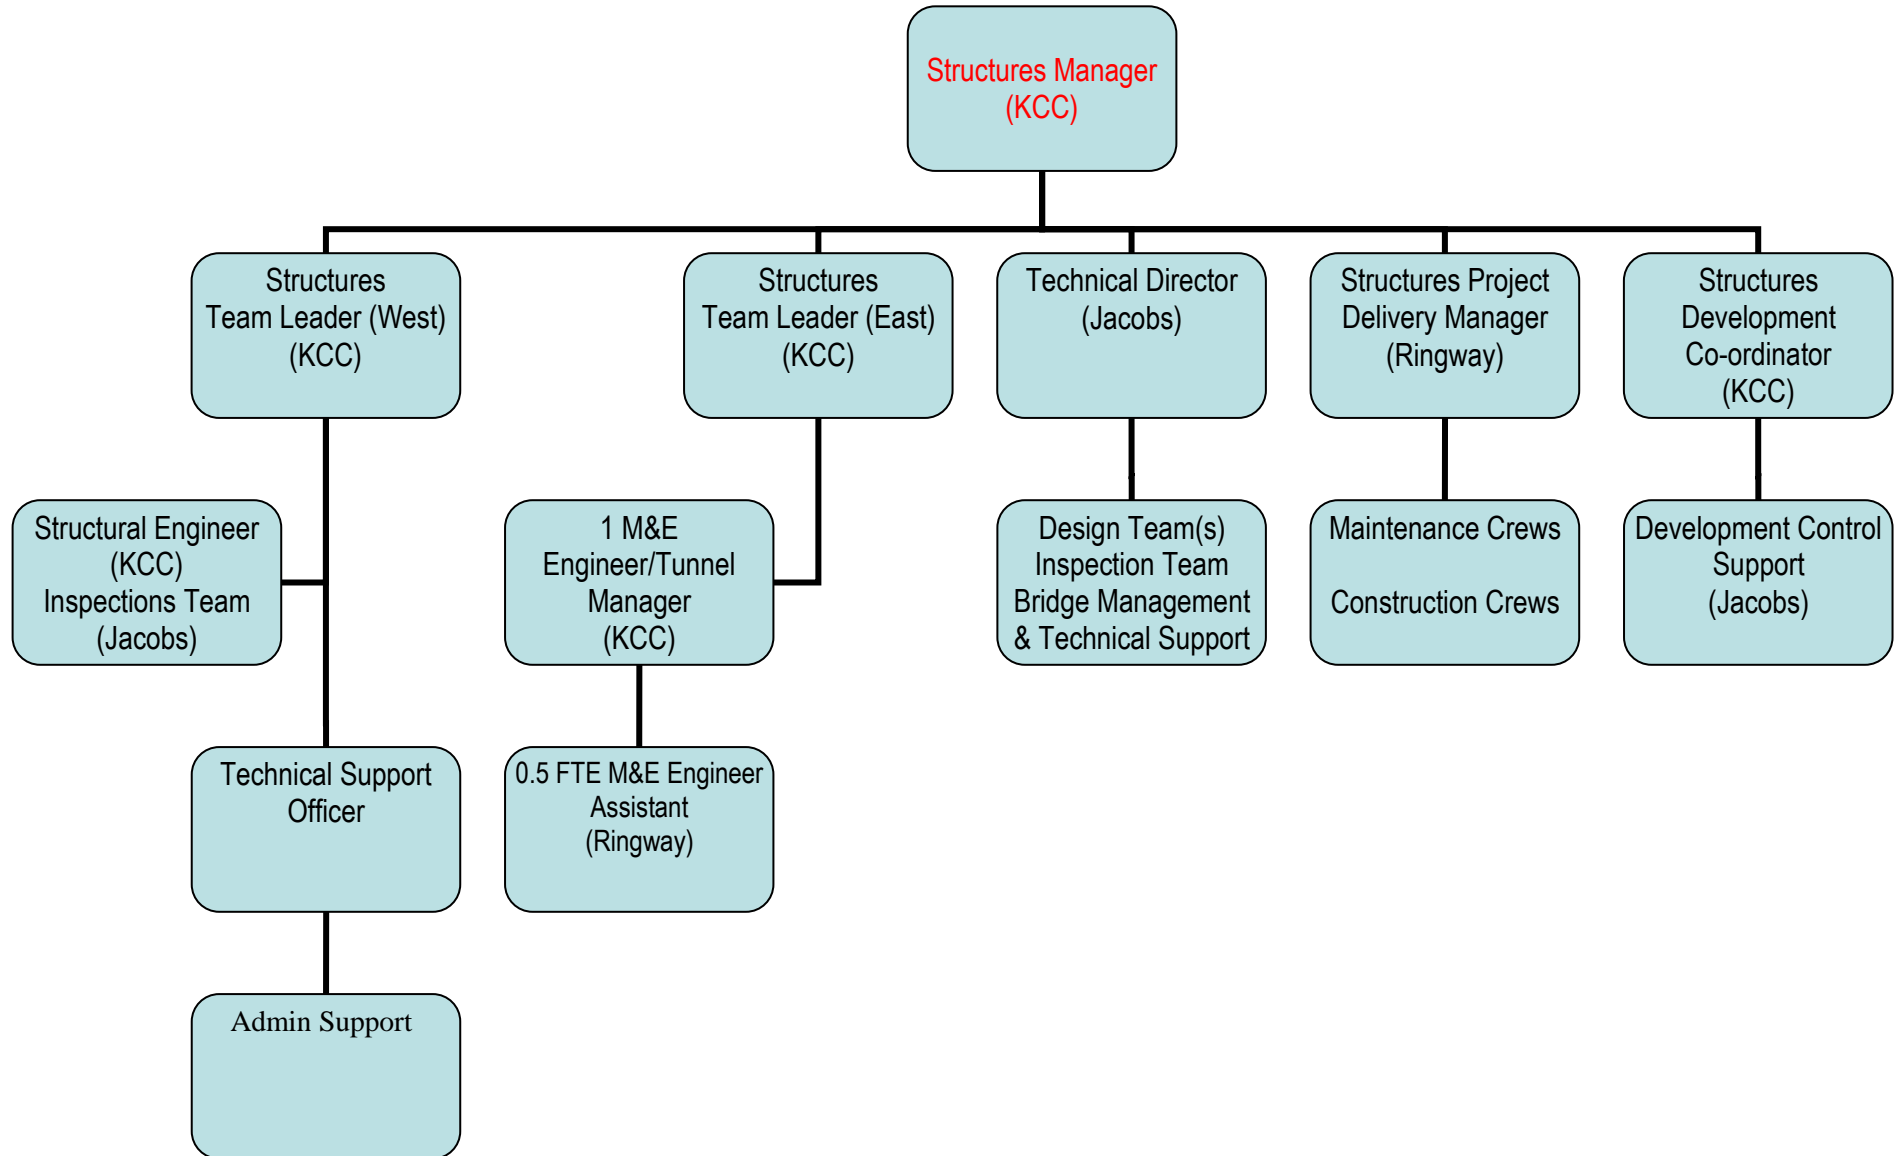 Structures Manager
(KCC)
Structures
Team Leader (West)
(KCC)
Structures
Team Leader (East)
(KCC)
Technical Director
(Jacobs)
Structures Project
Delivery Manager
(Ringway)
Structures
Development
Co-ordinator
(KCC)
Structural Engineer
(KCC)
Inspections Team
(Jacobs)
1 M&E
Engineer/Tunnel
Manager
(KCC)
Design Team(s)
Inspection Team
Bridge Management
& Technical Support
Maintenance Crews
Construction Crews
Development Control
Support
(Jacobs)
Technical Support
Officer
0.5 FTE M&E Engineer
Assistant
(Ringway)
Admin Support